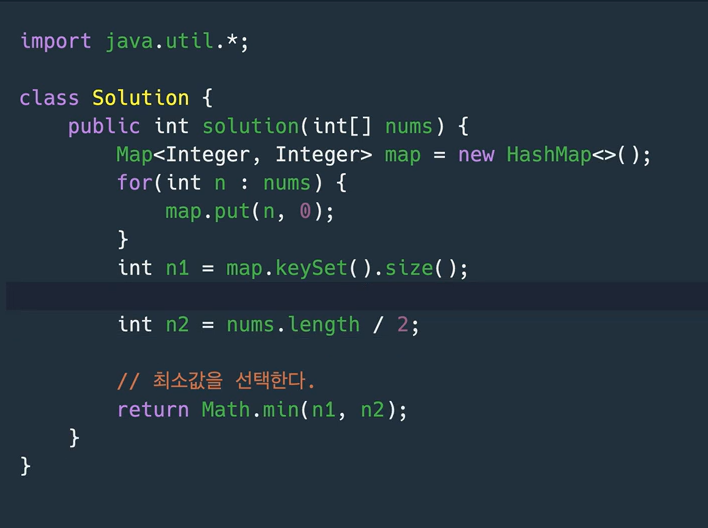 import java.util.*;
class Solution {
public int solution(int[] nums) {
Map<Integer, Integer> map = new HashMap<>();
for(int n : nums) {
map.put(n, 0);
}
int n1 = map.keySet().size();
int n2 = nums.length / 2;
// 최소값을 선택한다.
return Math.min(n1, n2);
}
}